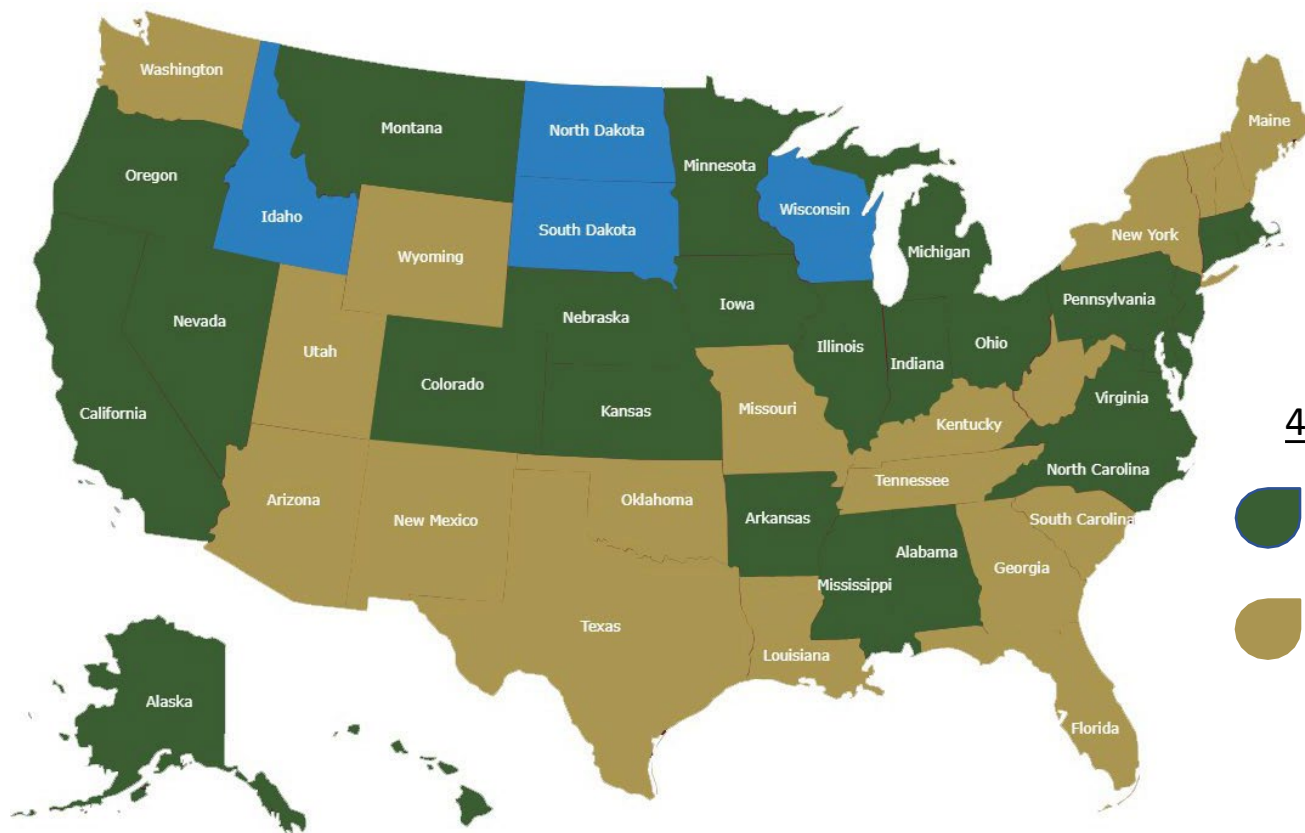 Washington
Maine
Montana
North Dakota
Minnesota
Oregon
Idaho
Wisconsin
South Dakota
New York
Wyoming
Michigan
Pennsylvania
Iowa
Nebraska
Nevada
Utah
Illinois
Ohio
Indiana
Colorado
Kansas
California
Missouri
Virginia
Kentucky
4
North Carolina
Tennessee
Arizona
Oklahoma
New Mexico
Arkansas
South Carolina
Alabama
Georgia
Mississippi
Texas
Louisiana
Alaska
7
Florida